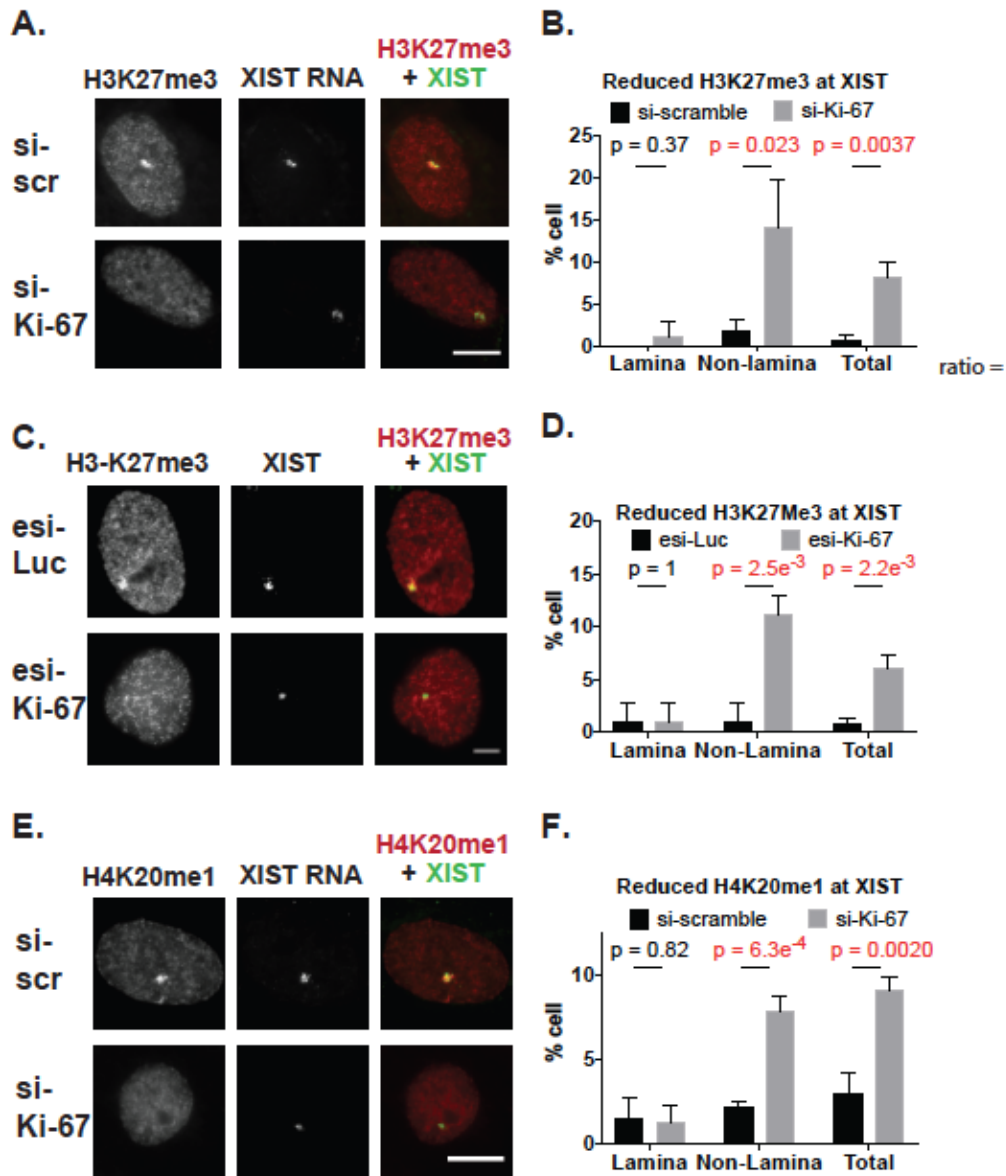 A.
H3K27me3
XIST RNA
H3K27me3
+ XIST
si-
scr
si-
Ki-67
B.
Reduced H3K27me3 at XIST
si-scramble
si-Ki-67
p = 0.37
p = 0.023
p = 0.0037
% cell
25
20
15
10
5
0
Lamina
Non-lamina
Total
ratio =
C.
H3-K27me3
XIST
H3K27me3
+ XIST
esi-
Luc
esi-
Ki-67
D.
Reduced H3K27Me3 at XIST
esi-Luc
esi-Ki-67
p = 1
p = 2.5e-3
p = 2.2e-3
% cell
20
15
10
5
0
Lamina
Non-Lamina
Total
E.
H4K20me1
XIST RNA
H4K20me1
+ XIST
si-
scr
si-
Ki-67
F.
Reduced H4K20me1 at XIST
si-scramble
si-Ki-67
p = 0.82
p = 6.3e-4
p = 0.0020
% cell
10
5
0
Lamina
Non-lamina
Total